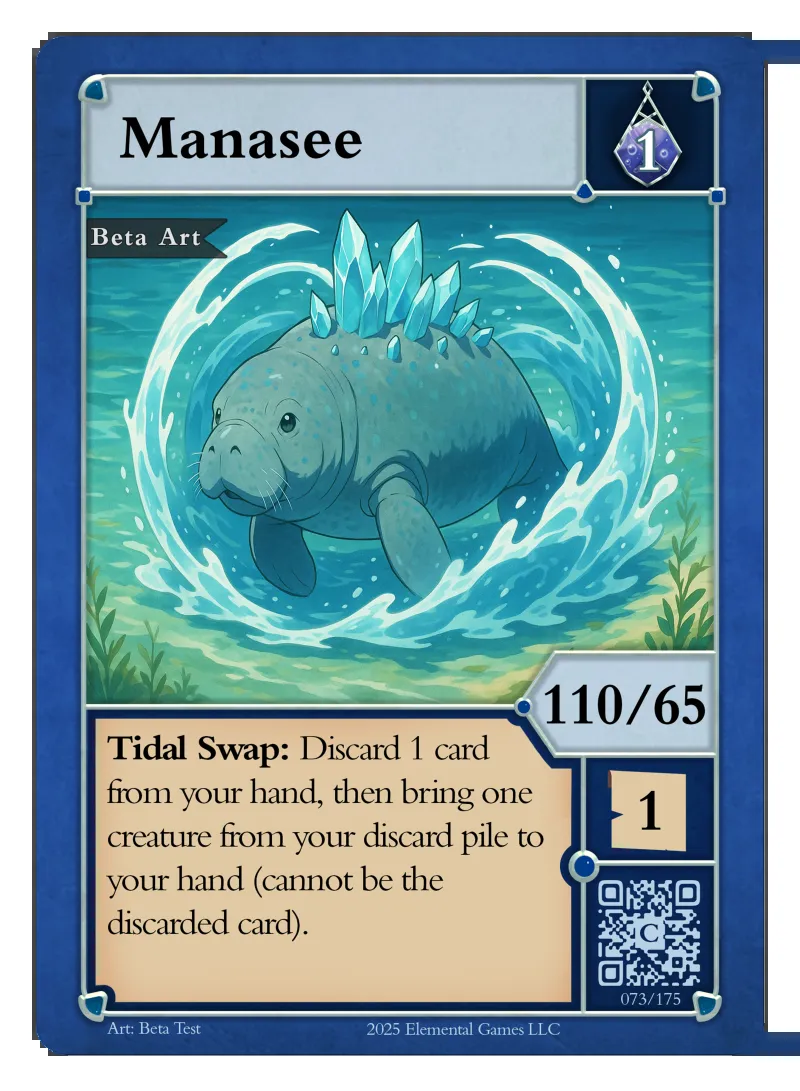 Manasee
1
Beta Art
110/65
Tidal Swap: Discard 1 card
from your hand, then bring one
creature from your discard pile to
your hand (cannot be the
discarded card).
1
C
073/175
Art: Beta Test
2025 Elemental Games LLC